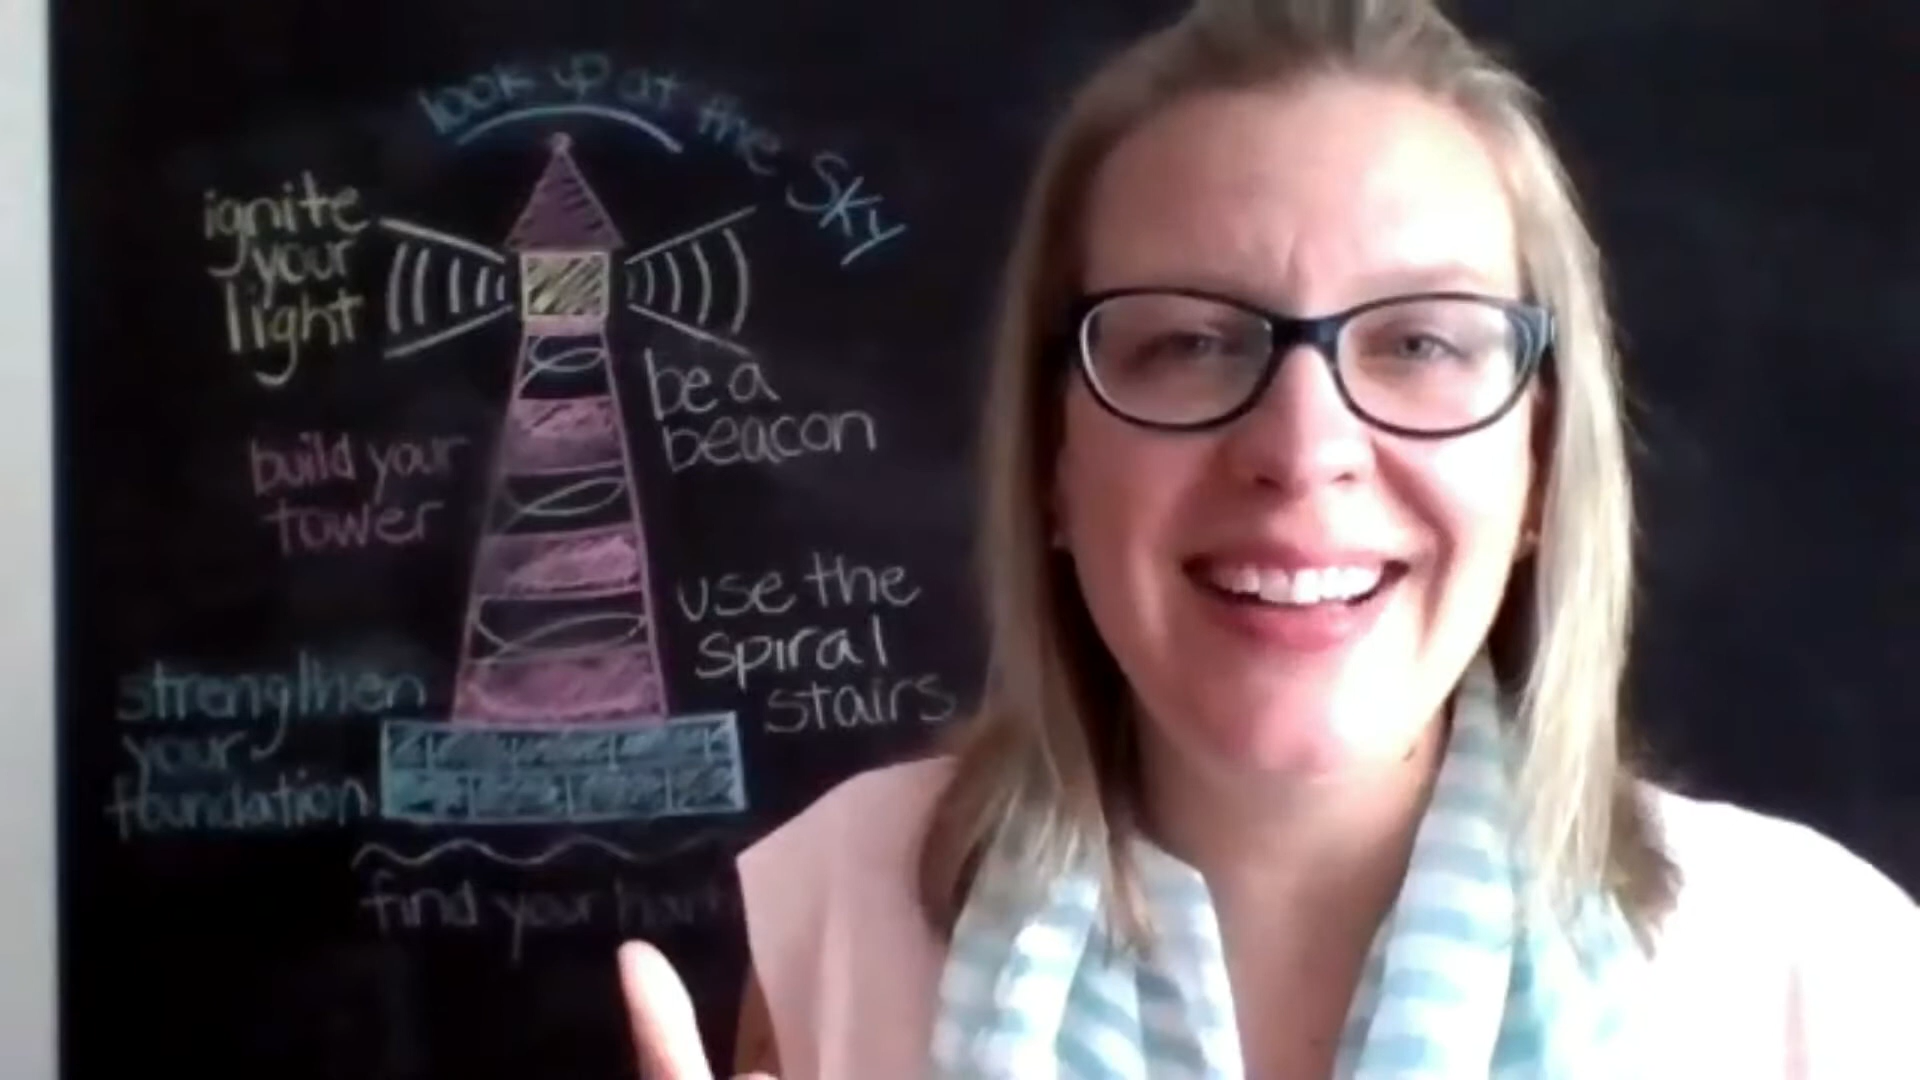 look up at the sky
ignite
your
light
be a
beacon
build your
tower
use the
spiral
stairs
strengthen
your
foundation
find your